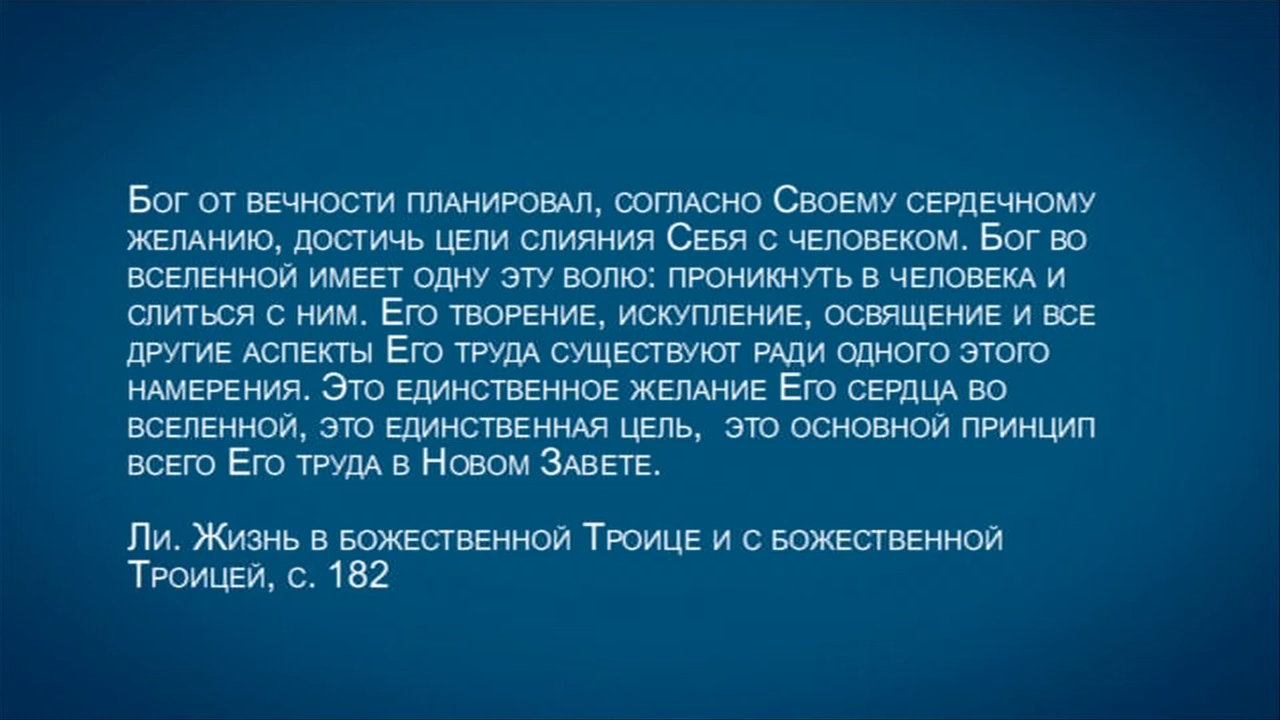 Бог от вечности планировал, согласно Своему сердечному
желанию, достичь цели слияния Себя с человеком. Бог во
вселенной имеет одну эту волю: проникнуть в человека и
слиться с ним. Его творение, искупление, освящение и все
другие аспекты Его труда существуют ради одного этого
намерения. Это единственное желание Его сердца во
вселенной, это единственная цель,  это основной принцип
всего Его труда в Новом Завете.
Ли. Жизнь в божественной Троице и с божественной
Троицей, с. 182